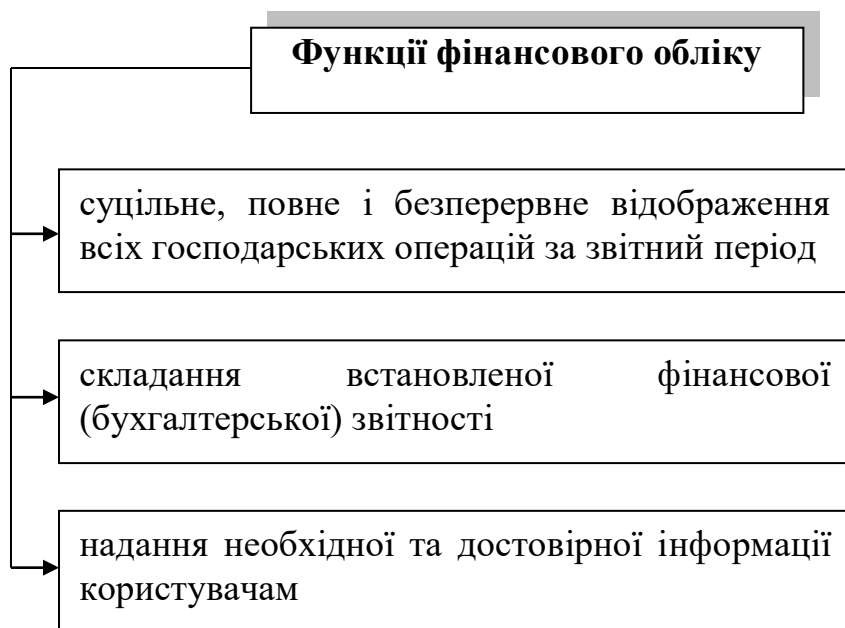 Функції фінансового обліку
суцільне, повне і безперервне відображення
всіх господарських операцій за звітний період
складання встановленої фінансової
(бухгалтерської) звітності
надання необхідної та достовірної інформації
користувачам